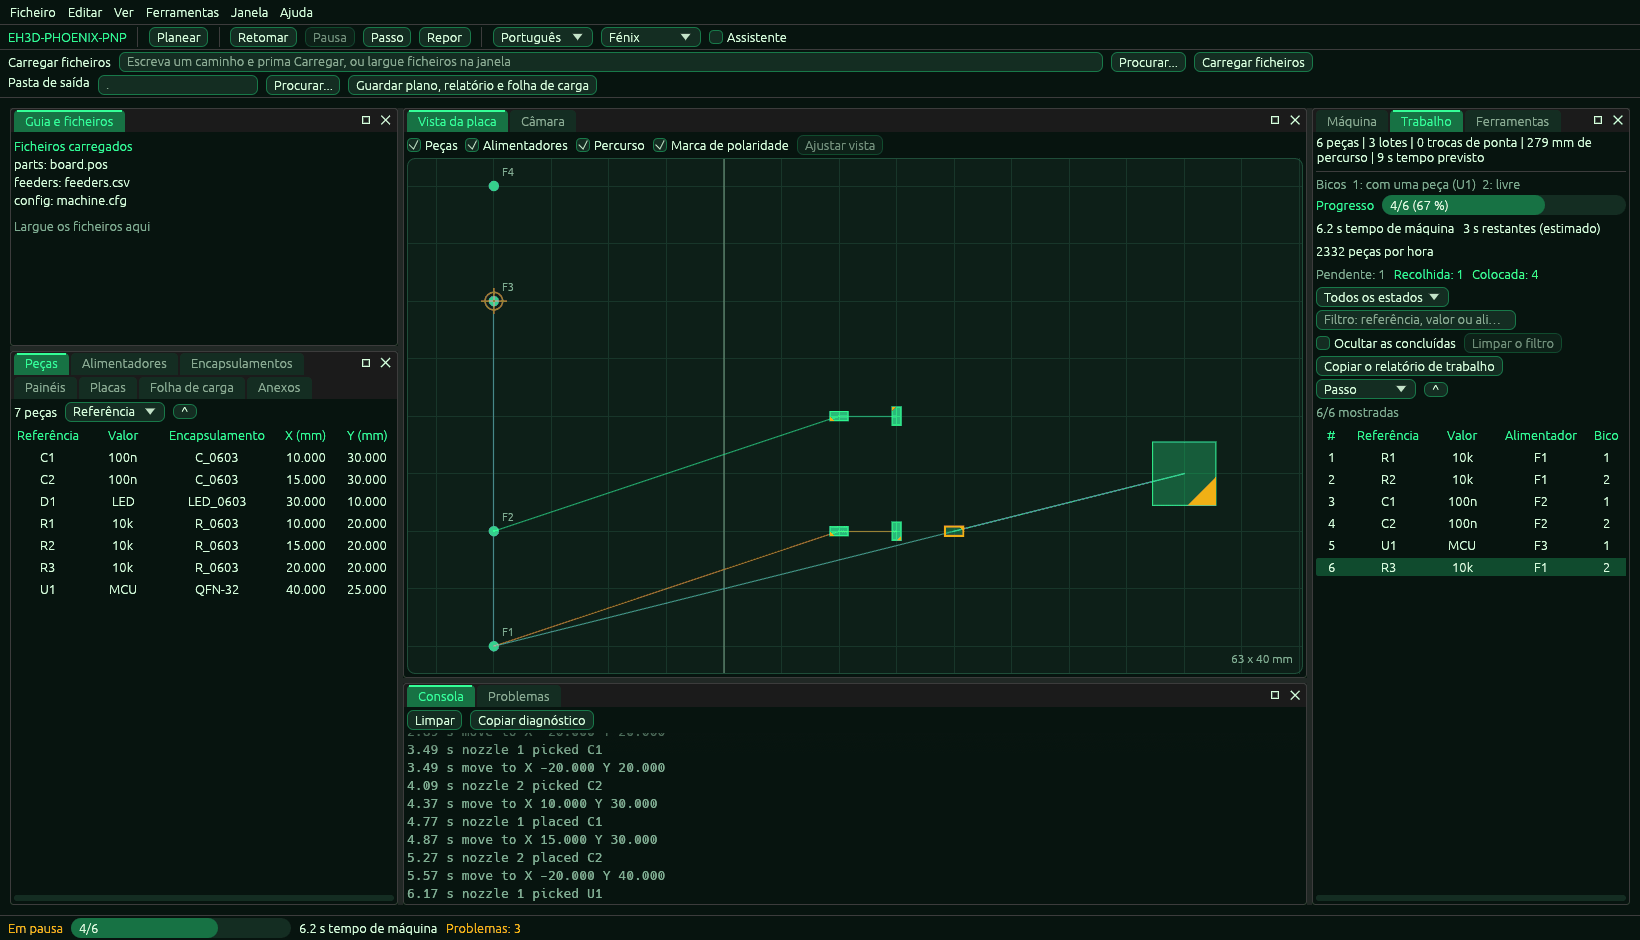 Ficheiro Editar Ver Ferramentas Janela Ajuda
EH3D-PHOENIX-PNP Planear Retomar Pausa Passo Repor Português Fénix Assistente
Carregar ficheiros Escreva um caminho e prima Carregar, ou largue ficheiros na janela Procurar... Carregar ficheiros
Pasta de saída . Procurar... Guardar plano, relatório e folha de carga
Guia e ficheiros
Ficheiros carregados
parts: board.pos
feeders: feeders.csv
config: machine.cfg
Largue os ficheiros aqui
Peças Alimentadores Encapsulamentos
Painéis Placas Folha de carga Anexos
7 peças Referência ^
Referência Valor Encapsulamento X (mm) Y (mm)
C1 100n C_0603 10.000 30.000
C2 100n C_0603 15.000 30.000
D1 LED LED_0603 30.000 10.000
R1 10k R_0603 10.000 20.000
R2 10k R_0603 15.000 20.000
R3 10k R_0603 20.000 20.000
U1 MCU QFN-32 40.000 25.000
Vista da placa Câmara
Peças Alimentadores Percurso Marca de polaridade Ajustar vista
F4
F3
F2
F1
63 x 40 mm
Consola Problemas
Limpar Copiar diagnóstico
3.49 s nozzle 1 picked C1
3.49 s move to X -20.000 Y 20.000
4.09 s nozzle 2 picked C2
4.37 s move to X 10.000 Y 30.000
4.77 s nozzle 1 placed C1
4.87 s move to X 15.000 Y 30.000
5.27 s nozzle 2 placed C2
5.57 s move to X -20.000 Y 40.000
6.17 s nozzle 1 picked U1
Máquina Trabalho Ferramentas
6 peças | 3 lotes | 0 trocas de ponta | 279 mm de
percurso | 9 s tempo previsto
Bicos 1: com uma peça (U1) 2: livre
Progresso 4/6 (67 %)
6.2 s tempo de máquina 3 s restantes (estimado)
2332 peças por hora
Pendente: 1 Recolhida: 1 Colocada: 4
Todos os estados
Filtro: referência, valor ou ali...
Ocultar as concluídas Limpar o filtro
Copiar o relatório de trabalho
Passo ^
6/6 mostradas
# Referência Valor Alimentador Bico
1 R1 10k F1 1
2 R2 10k F1 2
3 C1 100n F2 1
4 C2 100n F2 2
5 U1 MCU F3 1
6 R3 10k F1 2
Em pausa 4/6 6.2 s tempo de máquina Problemas: 3